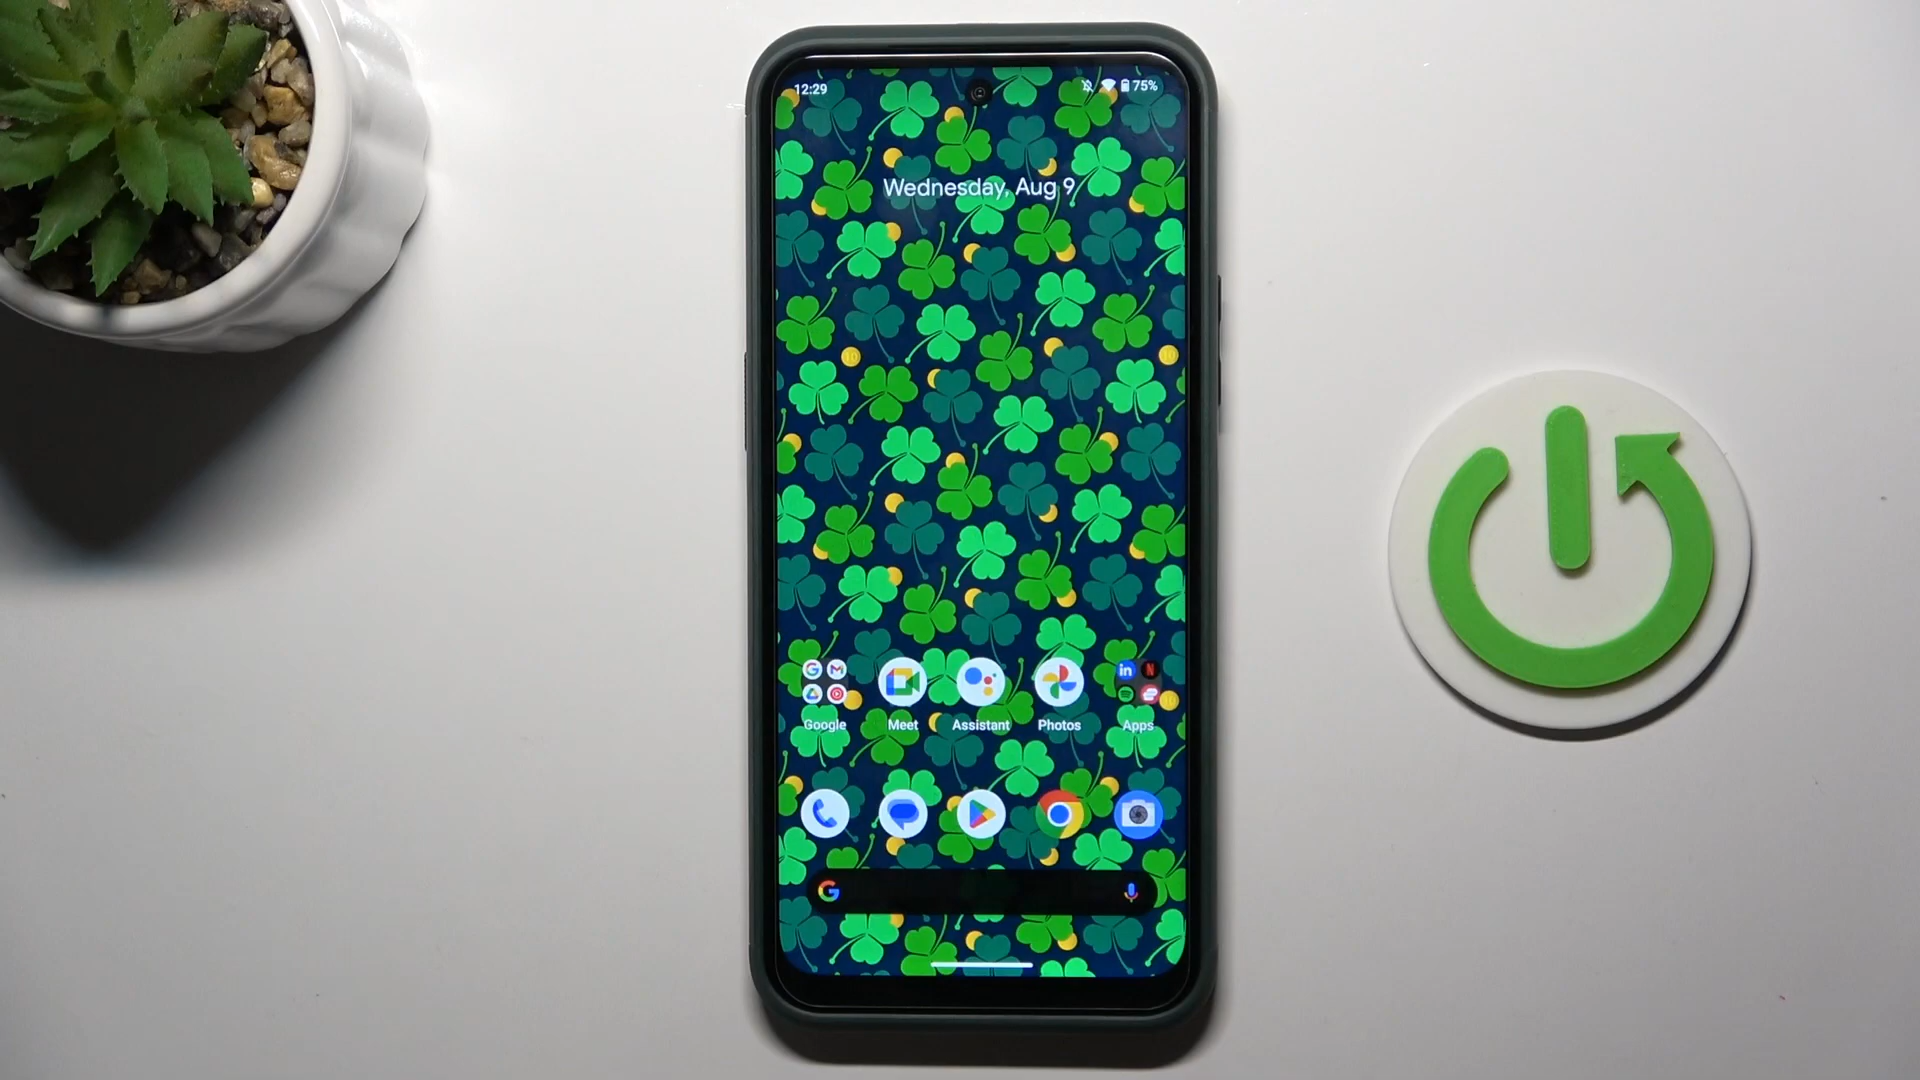 12:29
75%
Wednesday, Aug 9
Google
Meet
Assistant
Photos
Apps